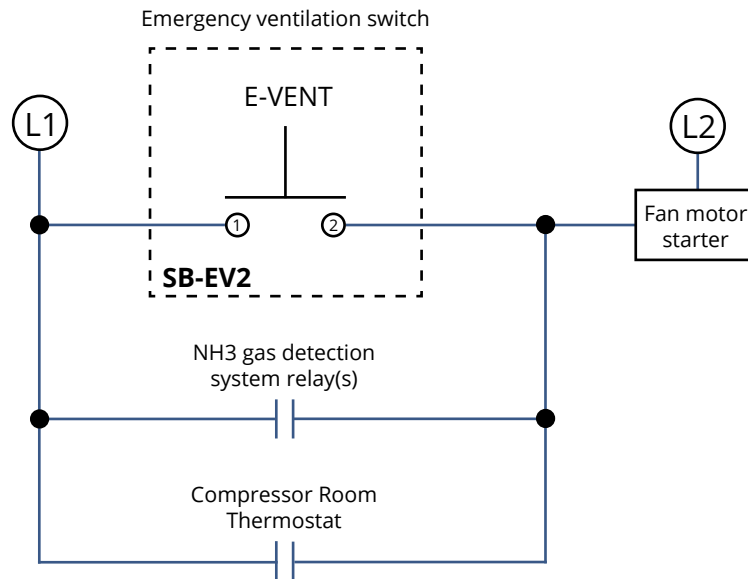 Emergency ventilation switch
E-VENT
L1
L2
1
2
Fan motor
starter
SB-EV2
NH3 gas detection
system relay(s)
Compressor Room
Thermostat